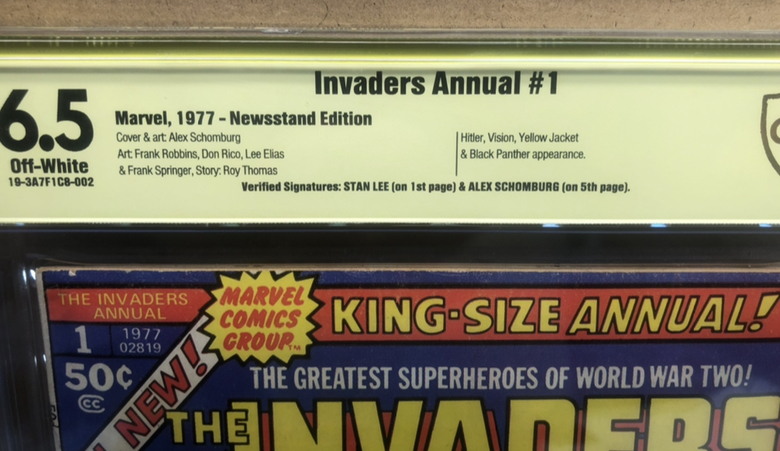 Invaders Annual #1
6.5
Off-White
19-3A7F1C8-002
Marvel, 1977 - Newsstand Edition
Cover & art: Alex Schomburg
Art: Frank Robbins, Don Rico, Lee Elias
& Frank Springer, Story: Roy Thomas
Hitler, Vision, Yellow Jacket
& Black Panther appearance.
Verified Signatures: STAN LEE (on 1st page) & ALEX SCHOMBURG (on 5th page).
THE INVADERS
ANNUAL
1 1977
02819
50¢
CC
NEW!
MARVEL
COMICS
GROUP™
KING-SIZE ANNUAL!
THE GREATEST SUPERHEROES OF WORLD WAR TWO!
THE INVADERS